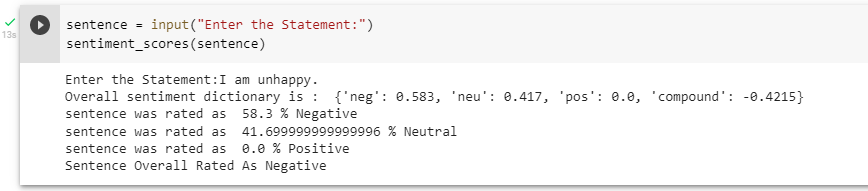 13s
sentence = input("Enter the Statement:")
sentiment_scores(sentence)
Enter the Statement:I am unhappy.
Overall sentiment dictionary is :  {'neg': 0.583, 'neu': 0.417, 'pos': 0.0, 'compound': -0.4215}
sentence was rated as  58.3 % Negative
sentence was rated as  41.699999999999996 % Neutral
sentence was rated as  0.0 % Positive
Sentence Overall Rated As Negative